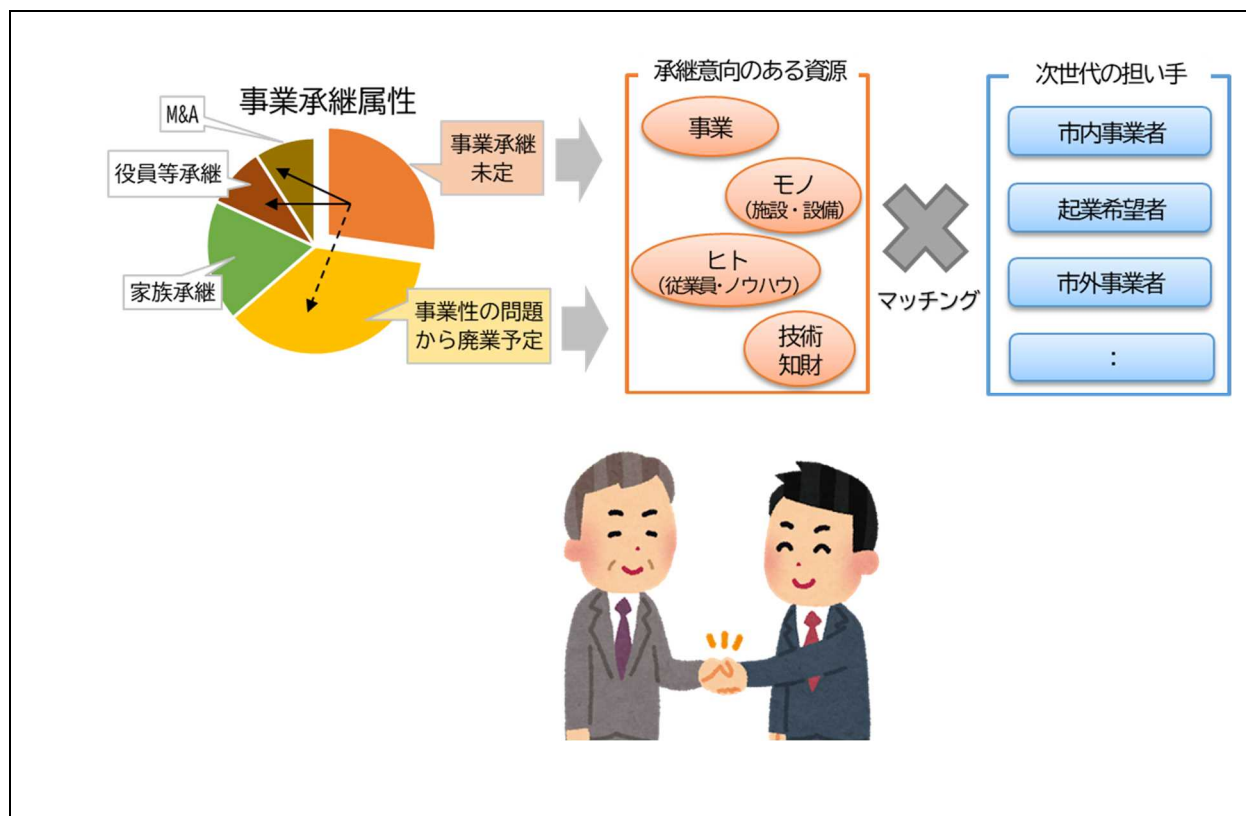 事業承継属性
M&A
役員等承継
家族承継
事業承継
未定
事業性の問題
から廃業予定
承継意向のある資源
事業
モノ
(施設・設備)
ヒト
(従業員・ノウハウ)
技術
知財
マッチング
次世代の担い手
市内事業者
起業希望者
市外事業者
：